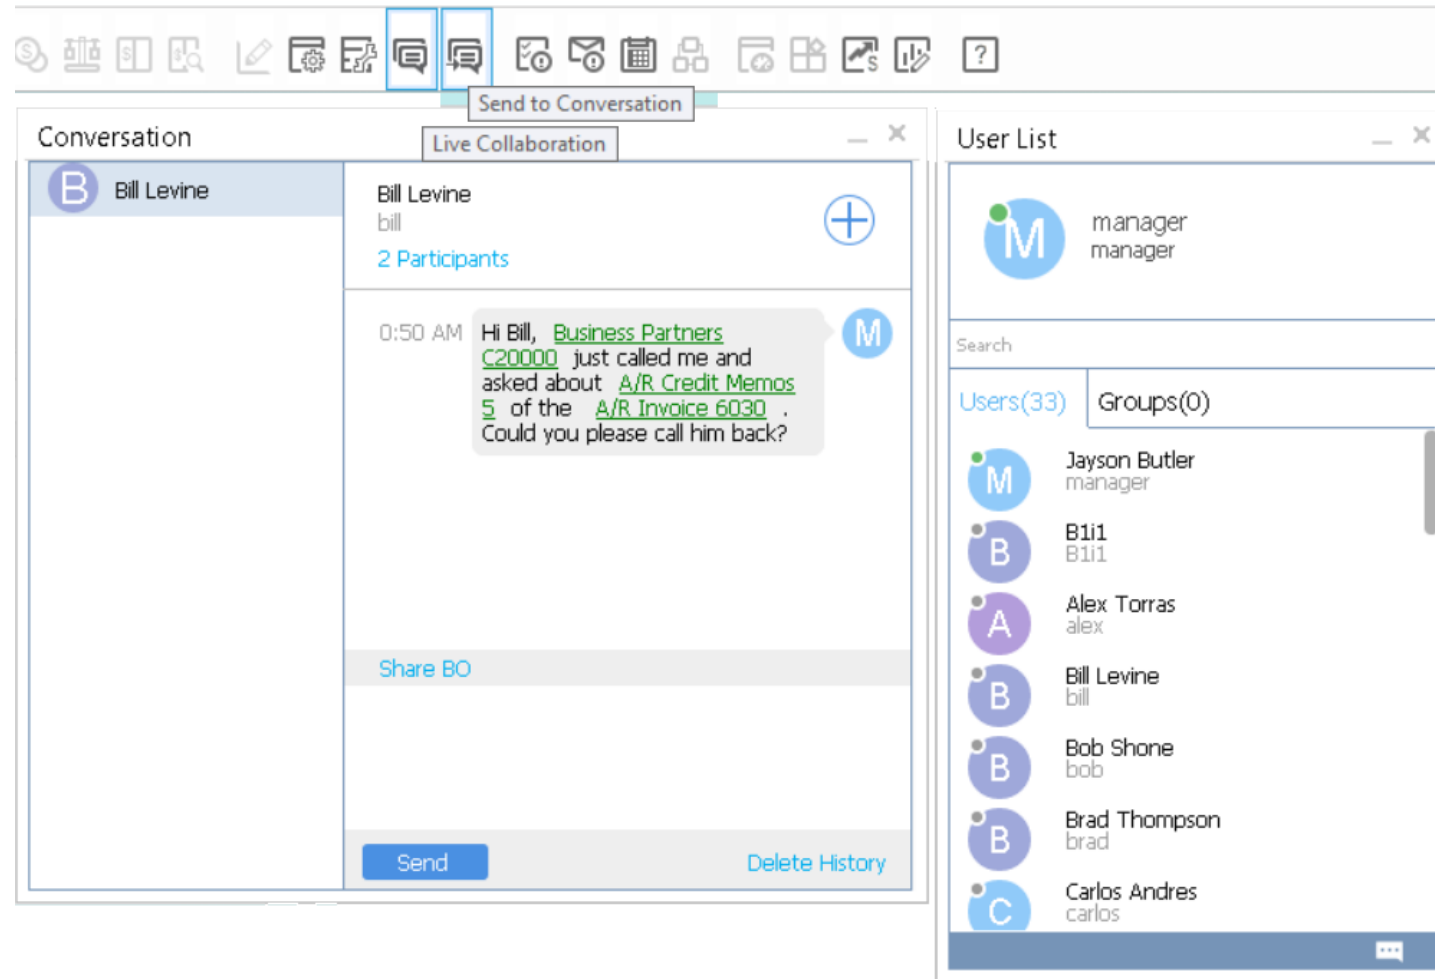 Send to Conversation
Live Collaboration
Conversation
B
Bill Levine
Bill Levine
bill
2 Participants
0:50 AM
Hi Bill, Business Partners
C20000 just called me and
asked about A/R Credit Memos
5 of the A/R Invoice 6030 .
Could you please call him back?
M
Share BO
Send
Delete History
User List
M
manager
manager
Search
Users(33)
Groups(0)
M
Jayson Butler
manager
B
B1i1
B1i1
A
Alex Torras
alex
B
Bill Levine
bill
B
Bob Shone
bob
B
Brad Thompson
brad
C
Carlos Andres
carlos